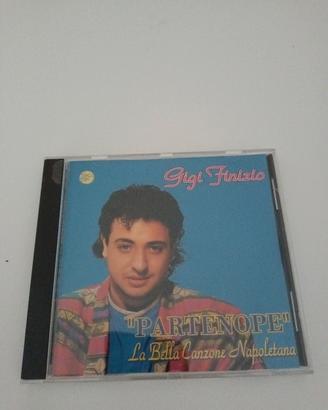 Gigi Finizio
"PARTENOPE"
La Bella Canzone Napoletana